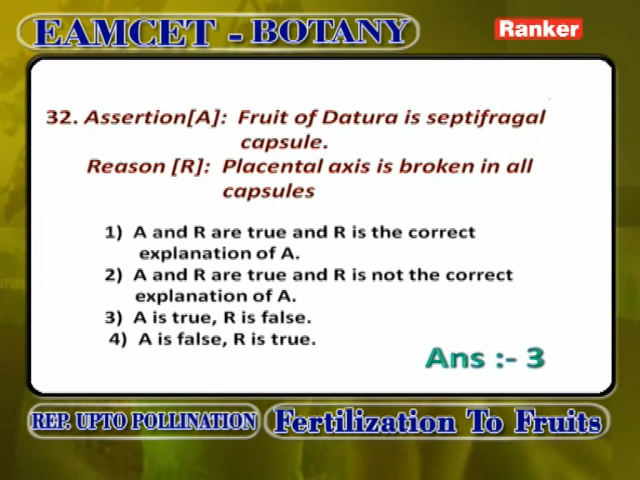 EAMCET - BOTANY
Ranker
32. Assertion[A]: Fruit of Datura is septifragal
capsule.
Reason [R]: Placental axis is broken in all
capsules
1) A and R are true and R is the correct
explanation of A.
2) A and R are true and R is not the correct
explanation of A.
3) A is true, R is false.
4) A is false, R is true.
Ans :- 3
REP. UPTO POLLINATION
Fertilization To Fruits